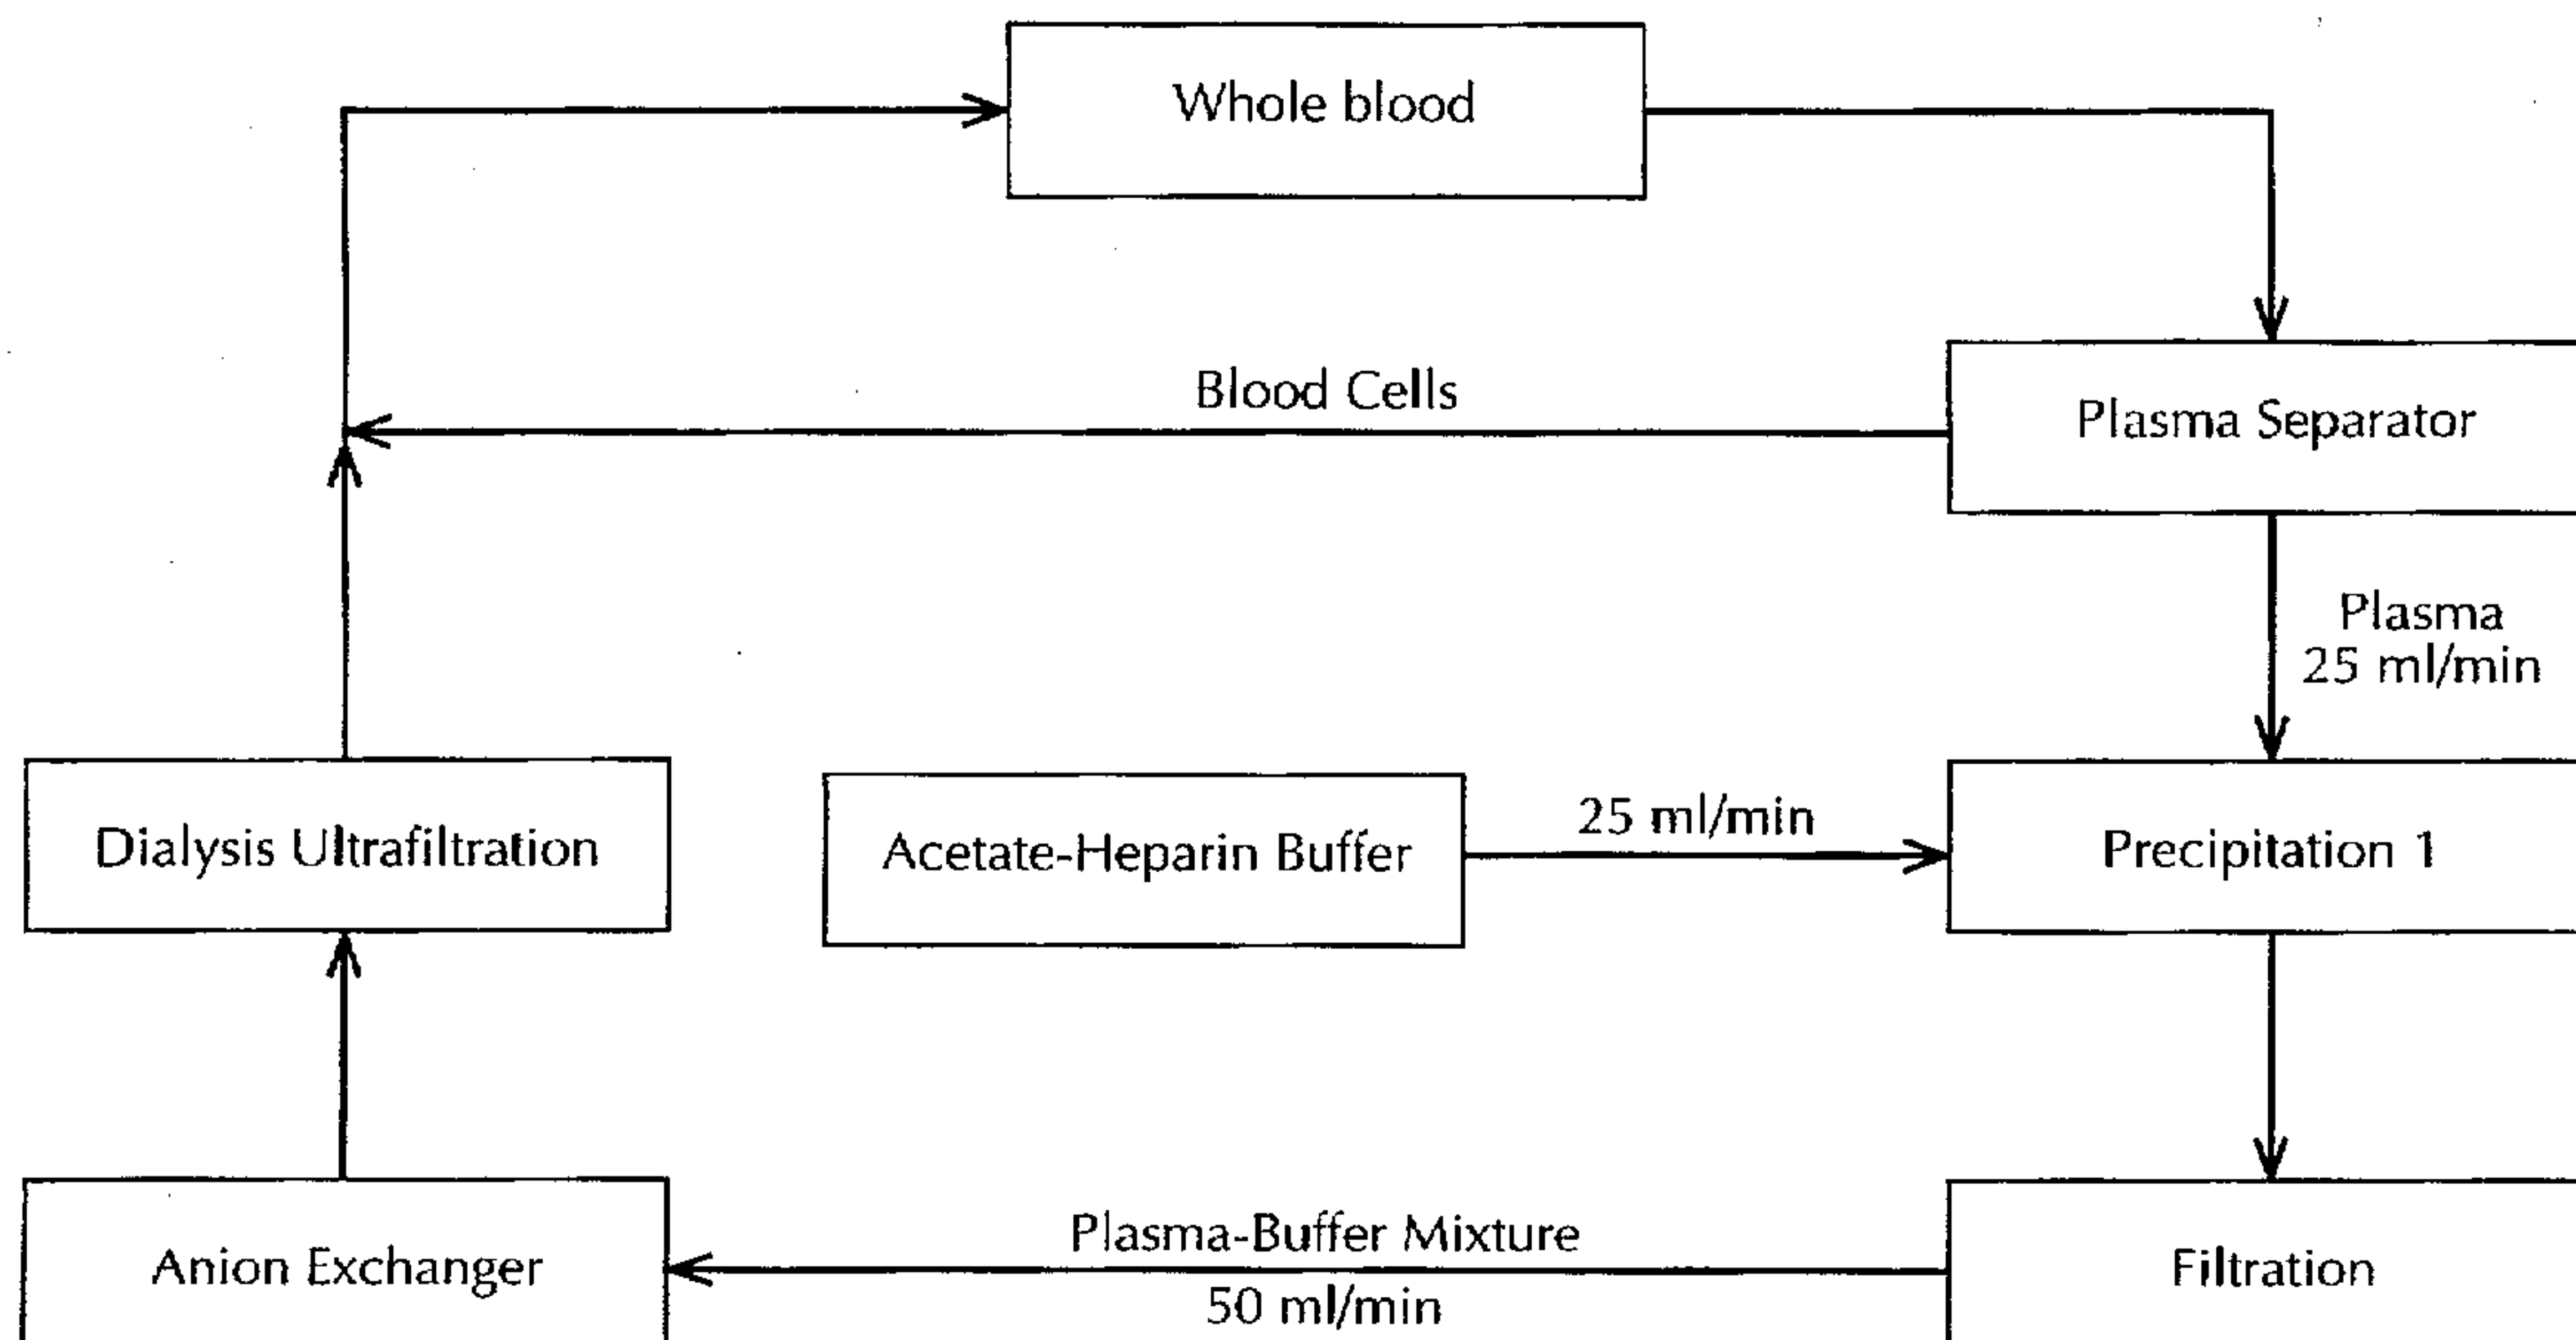 Whole blood
Blood Cells
Plasma Separator
Plasma
25 ml/min
Dialysis Ultrafiltration
Acetate-Heparin Buffer
25 ml/min
Precipitation 1
Anion Exchanger
Plasma-Buffer Mixture
50 ml/min
Filtration